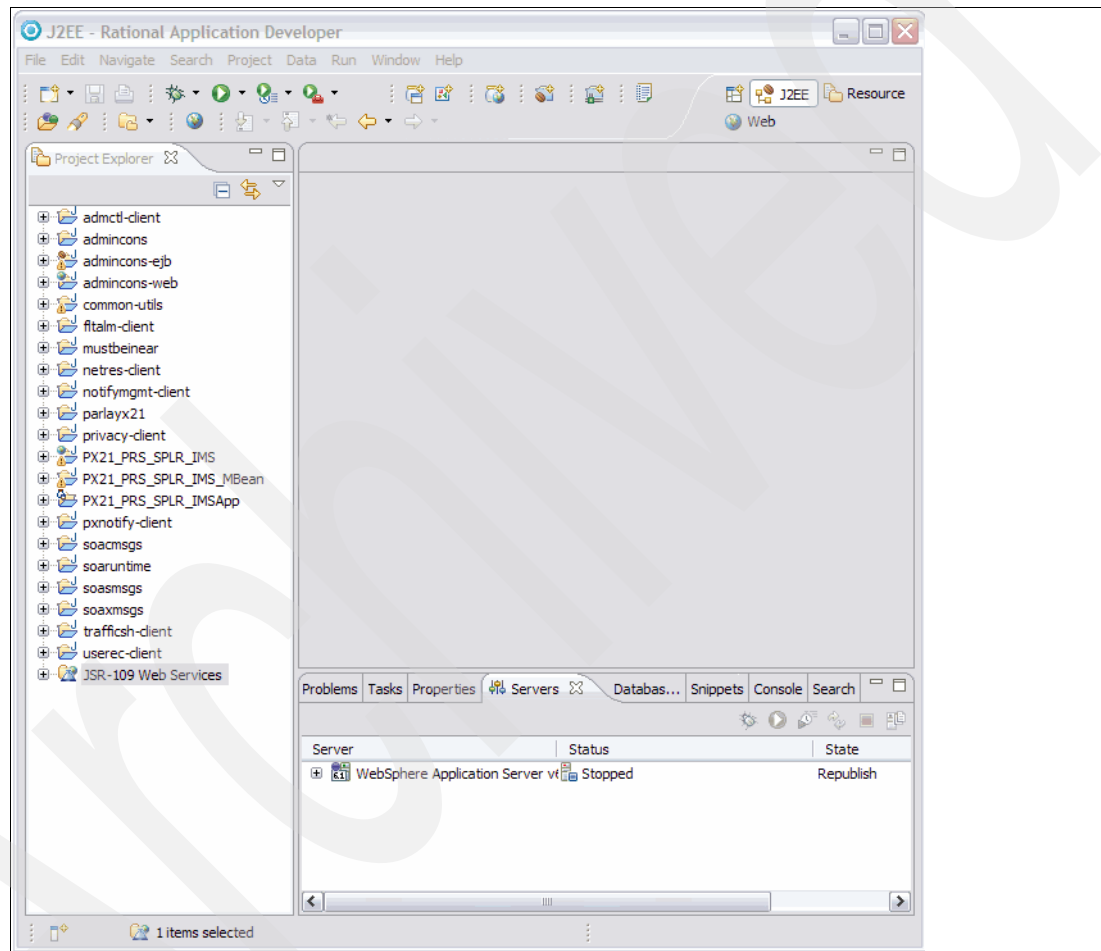 J2EE - Rational Application Developer
File Edit Navigate Search Project Data Run Window Help
J2EE Resource
Web
Project Explorer
admctl-client
admincons
admincons-ejb
admincons-web
common-utils
fltalm-client
mustbeinear
netres-client
notifymgmt-client
parlayx21
privacy-client
PX21_PRS_SPLR_IMS
PX21_PRS_SPLR_IMS_MBean
PX21_PRS_SPLR_IMSApp
pxnotify-client
soacmsgs
soaruntime
soasmsgs
soaxmsgs
trafficsh-client
userec-client
JSR-109 Web Services
Problems Tasks Properties Servers Databas... Snippets Console Search
Server Status State
6.1 WebSphere Application Server v6 Stopped Republish
1 items selected